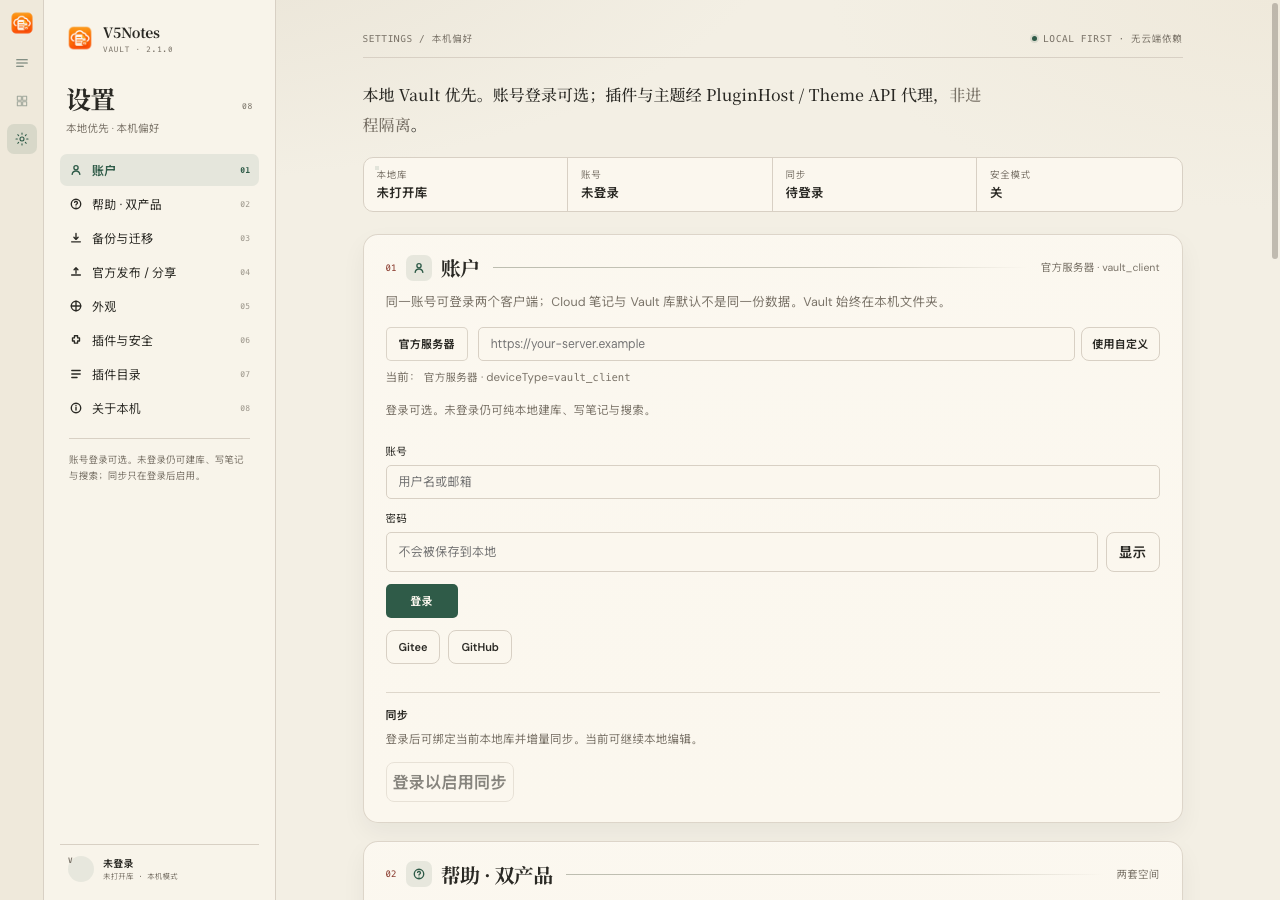 V5Notes
VAULT · 2.1.0
设置
08
本地优先 · 本机偏好
账户 01
帮助 · 双产品 02
备份与迁移 03
官方发布 / 分享 04
外观 05
插件与安全 06
插件目录 07
关于本机 08
账号登录可选。未登录仍可建库、写笔记
与搜索；同步只在登录后启用。
V
未登录
未打开库 · 本机模式
SETTINGS / 本机偏好
LOCAL FIRST · 无云端依赖
本地 Vault 优先。账号登录可选；插件与主题经 PluginHost / Theme API 代理，非进
程隔离。
本地库
未打开库
账号
未登录
同步
待登录
安全模式
关
01 账户
官方服务器 · vault_client
同一账号可登录两个客户端；Cloud 笔记与 Vault 库默认不是同一份数据。Vault 始终在本机文件夹。
官方服务器 https://your-server.example 使用自定义
当前： 官方服务器 · deviceType=vault_client
登录可选。未登录仍可纯本地建库、写笔记与搜索。
账号
用户名或邮箱
密码
不会被保存到本地 显示
登录
Gitee GitHub
同步
登录后可绑定当前本地库并增量同步。当前可继续本地编辑。
登录以启用同步
02 帮助 · 双产品
两套空间